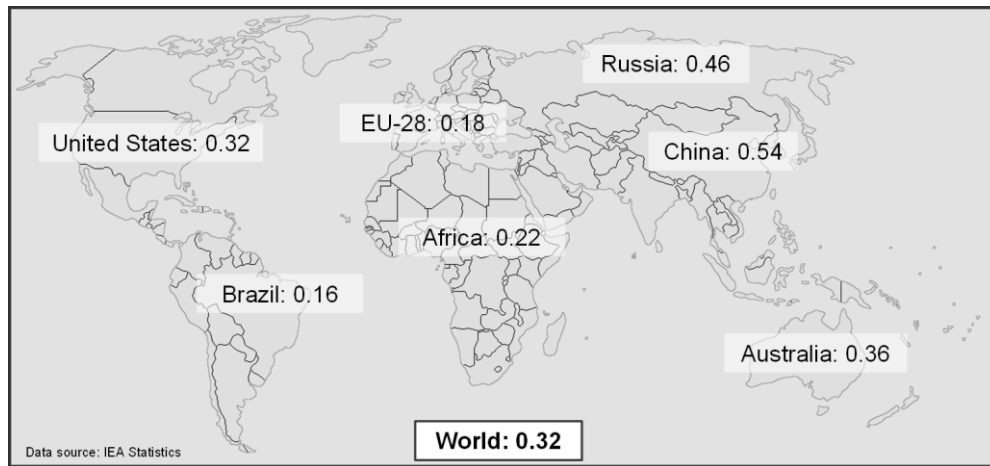 Russia: 0.46
EU-28: 0.18
United States: 0.32
China: 0.54
Africa: 0.22
Brazil: 0.16
Australia: 0.36
World: 0.32
Data source: IEA Statistics